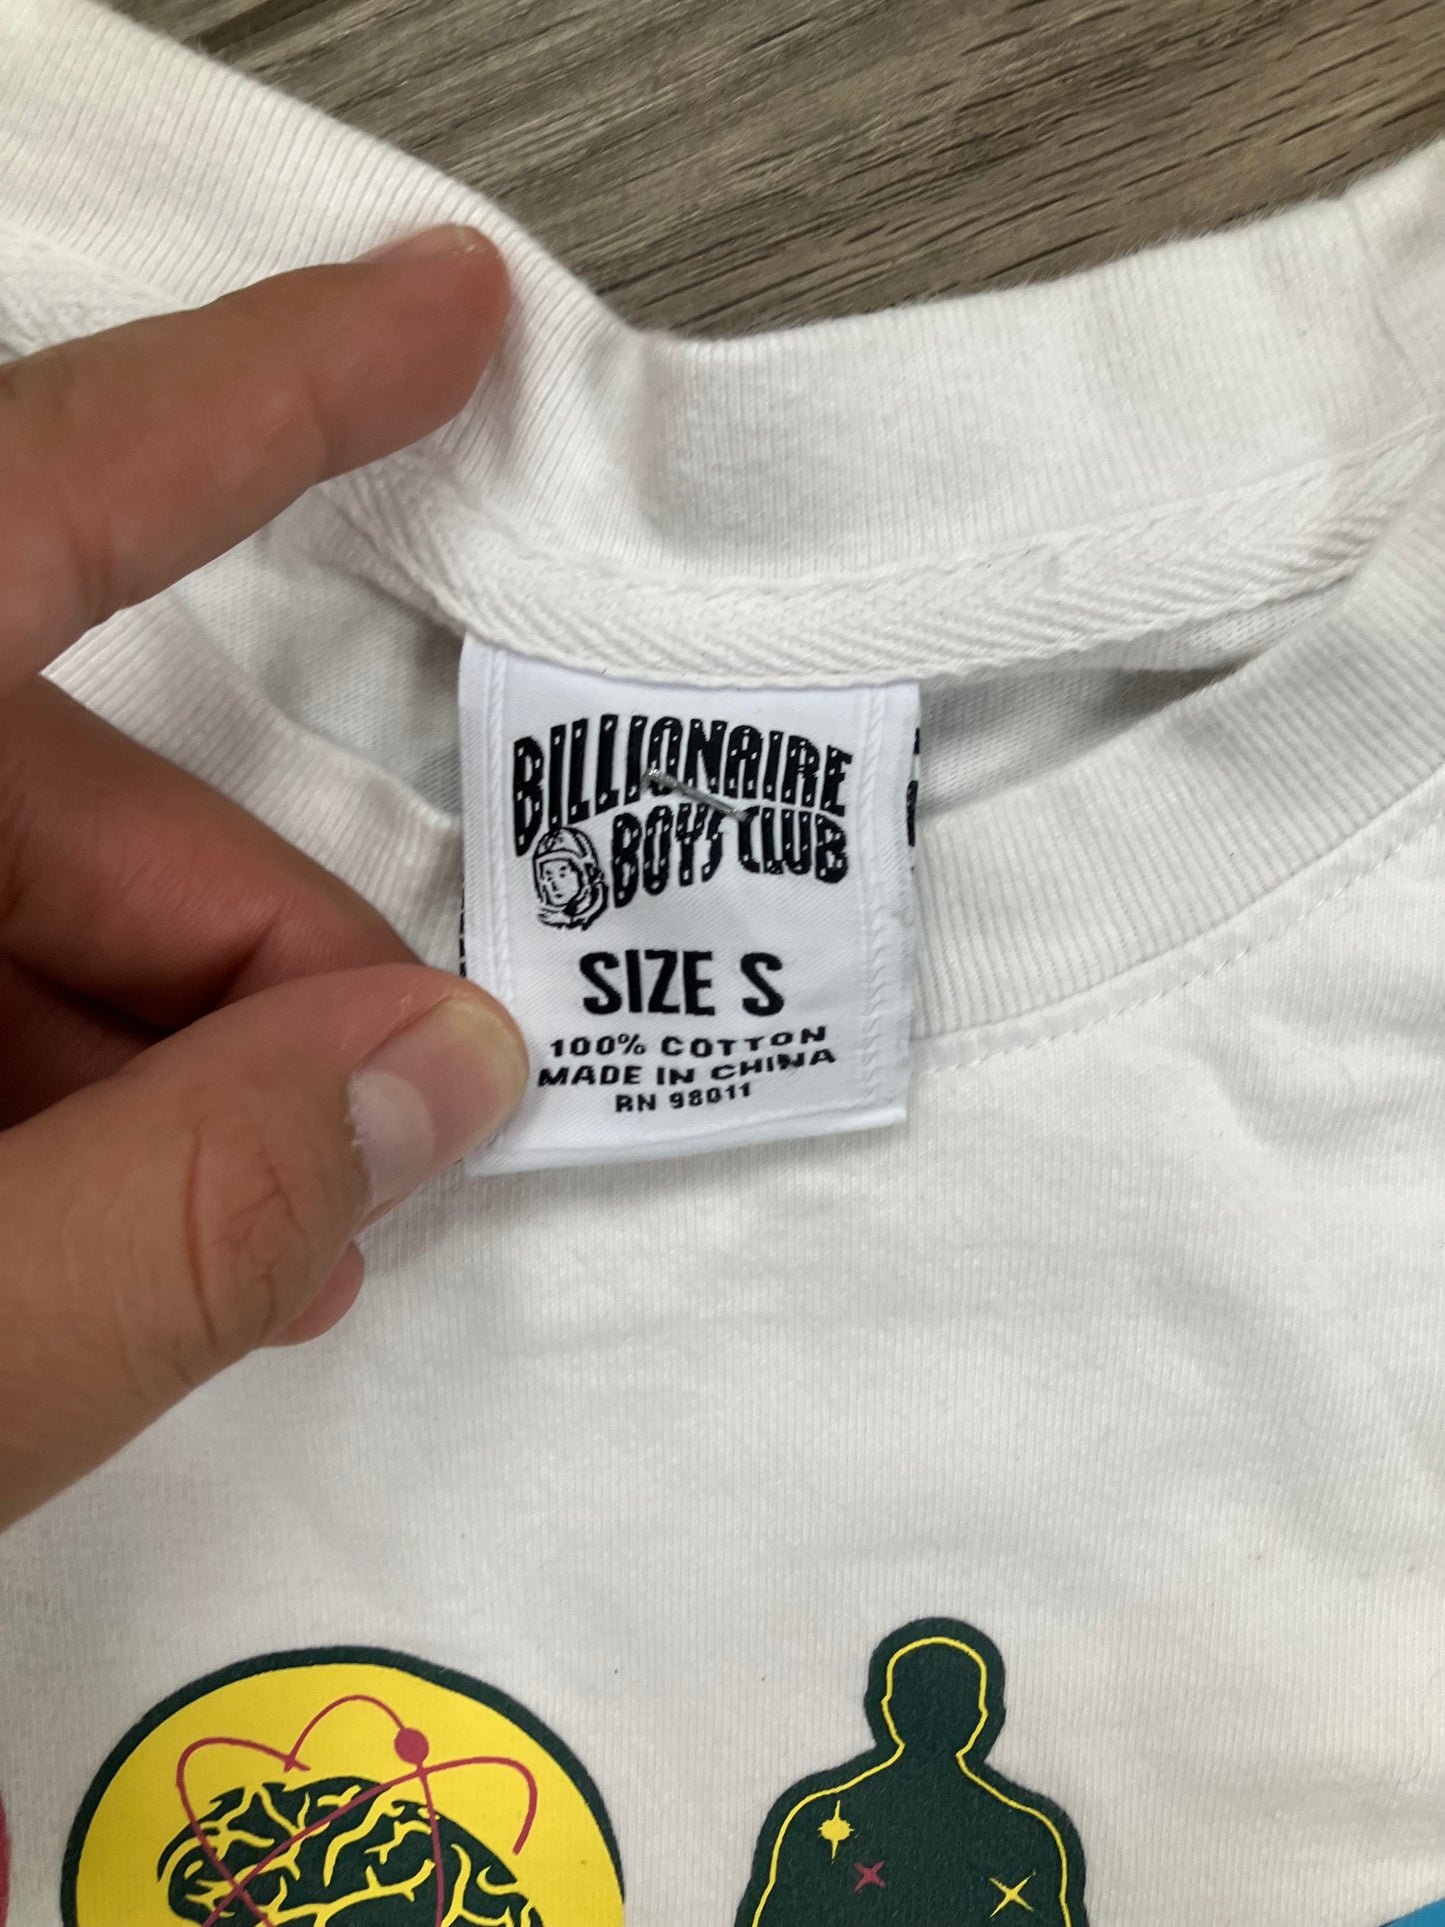 BILLIONAIRE
BOYS CLUB
SIZE S
100% COTTON
MADE IN CHINA
RN 98011